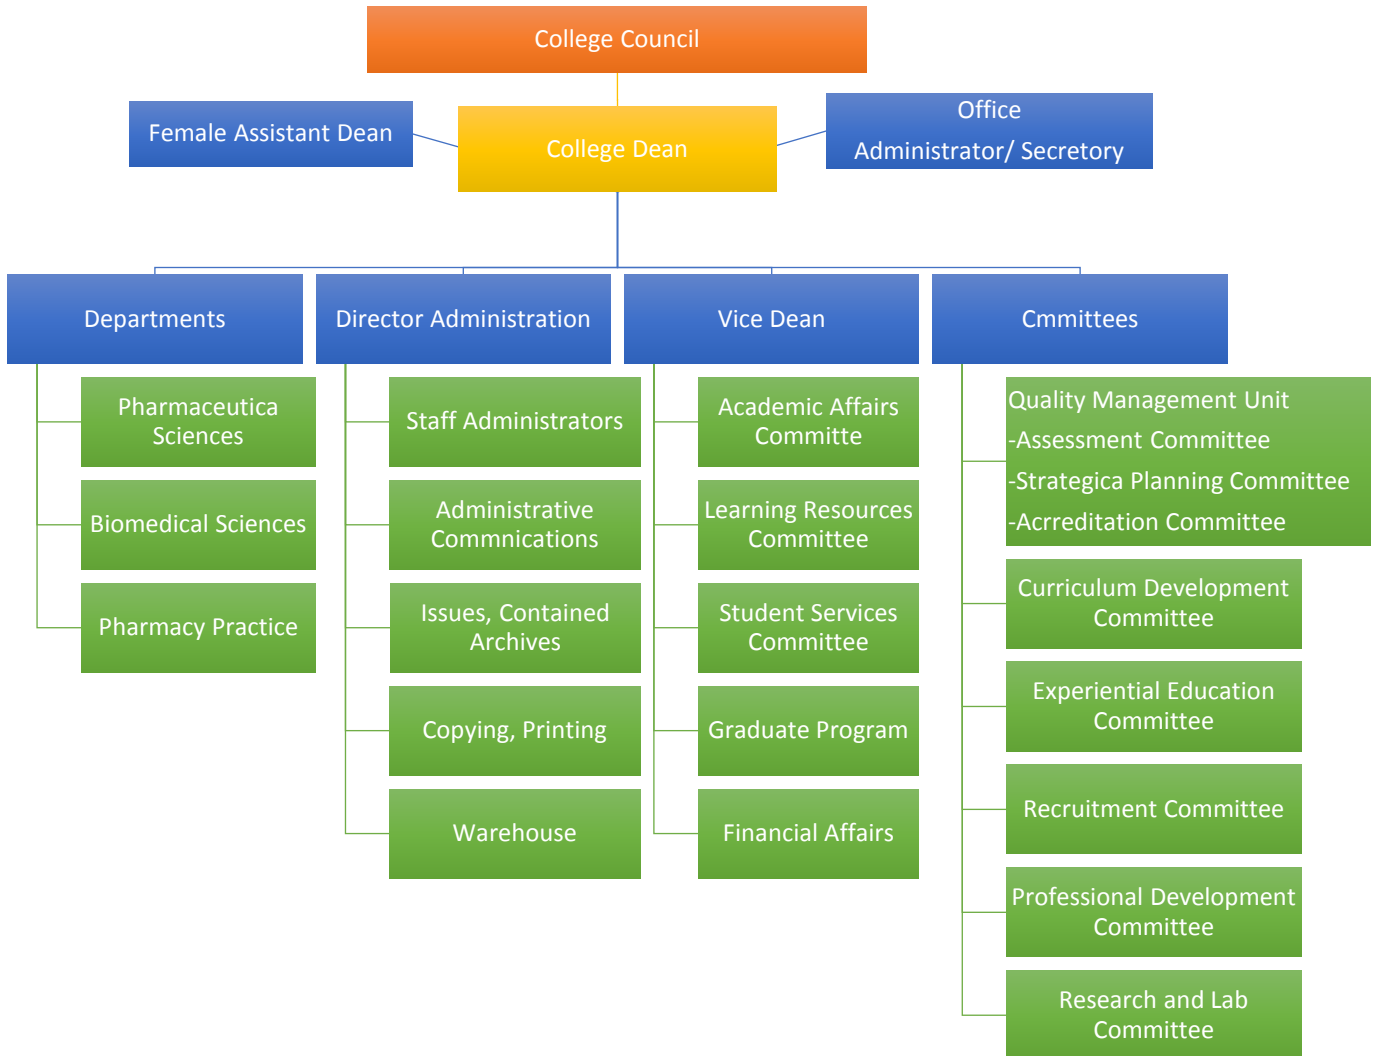 College Council
Female Assistant Dean
College Dean
Office
Administrator/ Secretory
Departments
Director Administration
Vice Dean
Cmmittees
Pharmaceutica
Sciences
Biomedical Sciences
Pharmacy Practice
Staff Administrators
Administrative
Commnications
Issues, Contained
Archives
Copying, Printing
Warehouse
Academic Affairs
Committe
Learning Resources
Committee
Student Services
Committee
Graduate Program
Financial Affairs
Quality Management Unit
-Assessment Committee
-Strategica Planning Committee
-Acrreditation Committee
Curriculum Development
Committee
Experiential Education
Committee
Recruitment Committee
Professional Development
Committee
Research and Lab
Committee